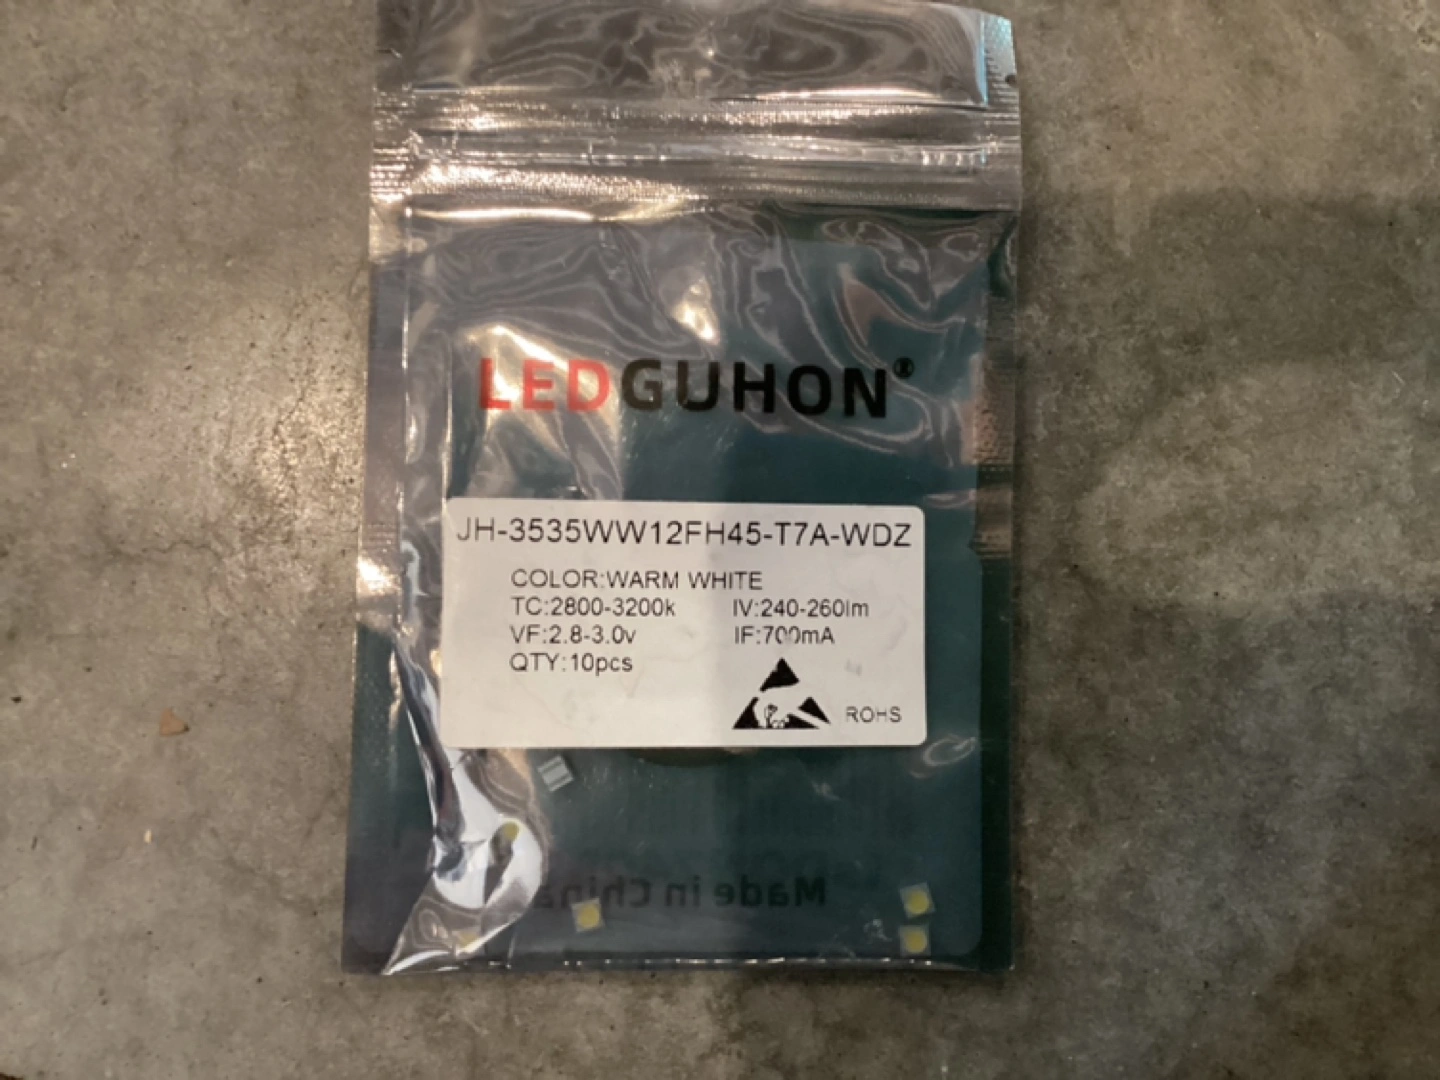 LEDGUHON®
JH-3535WW12FH45-T7A-WDZ
COLOR:WARM WHITE
TC:2800-3200k IV:240-260lm
VF:2.8-3.0v IF:700mA
QTY:10pcs
ROHS
Made in China